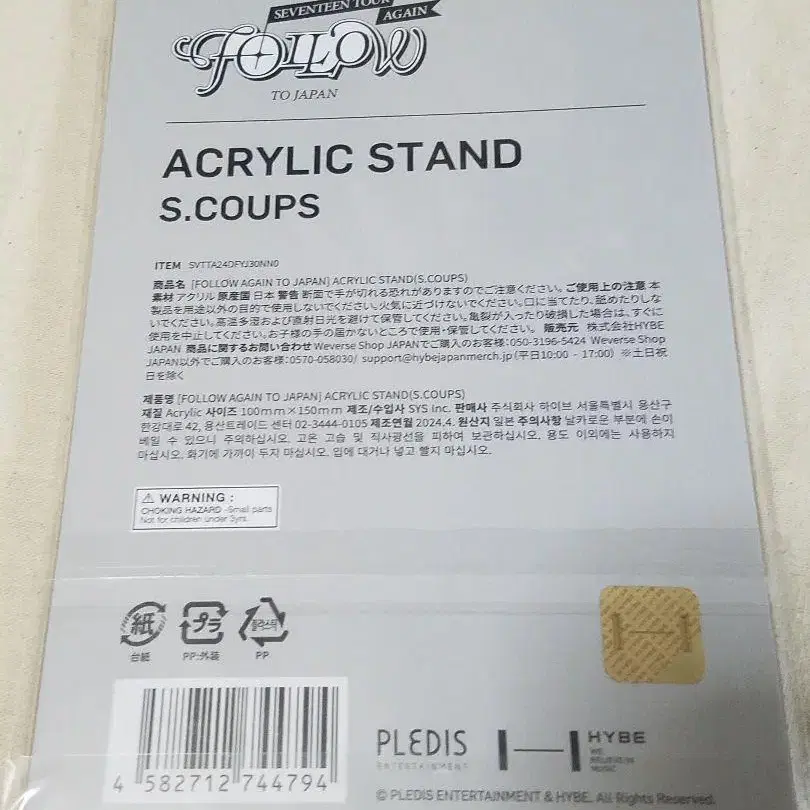 SEVENTEEN TOUR
AGAIN
FOLLOW
TO JAPAN
ACRYLIC STAND
S.COUPS
ITEM SVTTA24DFYJ30NN0
商品名 [FOLLOW AGAIN TO JAPAN] ACRYLIC STAND(S.COUPS)
素材 アクリル 原産国 日本 警告 断面で手が切れる恐れがありますのでご注意ください。ご使用上の注意 本
製品を用途以外の目的で使用しないでください。火気に近づけないでください。口に当てたり、舐めたりしな
いでください。高温多湿および直射日光を避けて保管してください。亀裂が入ったり破損した場合は、すぐに
使用を中止してください。お子様の手の届かないところで使用・保管してください。 販売元 株式会社HYBE
JAPAN 商品に関するお問い合わせ Weverse Shop JAPANでご購入のお客様:050-3196-5424 Weverse Shop
JAPAN以外でご購入のお客様:0570-058030/ support@hybejapanmerch.jp(平日10:00 - 17:00) ※土日祝
日を除く
제품명 [FOLLOW AGAIN TO JAPAN] ACRYLIC STAND(S.COUPS)
재질 Acrylic 사이즈 100mm×150mm 제조/수입사 SYS Inc. 판매사 주식회사 하이브 서울특별시 용산구
한강대로 42, 용산트레이드 센터 02-3444-0105 제조연월 2024.4. 원산지 일본 주의사항 날카로운 부분에 손이
베일 수 있으니 주의하십시오. 고온 고습 및 직사광선을 피하여 보관하십시오. 용도 이외에는 사용하지
마십시오. 화기에 가까이 두지 마십시오. 입에 대거나 넣고 빨지 마십시오.
⚠ WARNING :
CHOKING HAZARD -Small parts
Not for children under 3yrs.
紙 プラ 플라스틱
台紙 PP:外装 PP
4 582712 744794
PLEDIS
ENTERTAINMENT
HYBE
WE
BELIEVE IN
MUSIC
© PLEDIS ENTERTAINMENT & HYBE. All Rights Reserved.